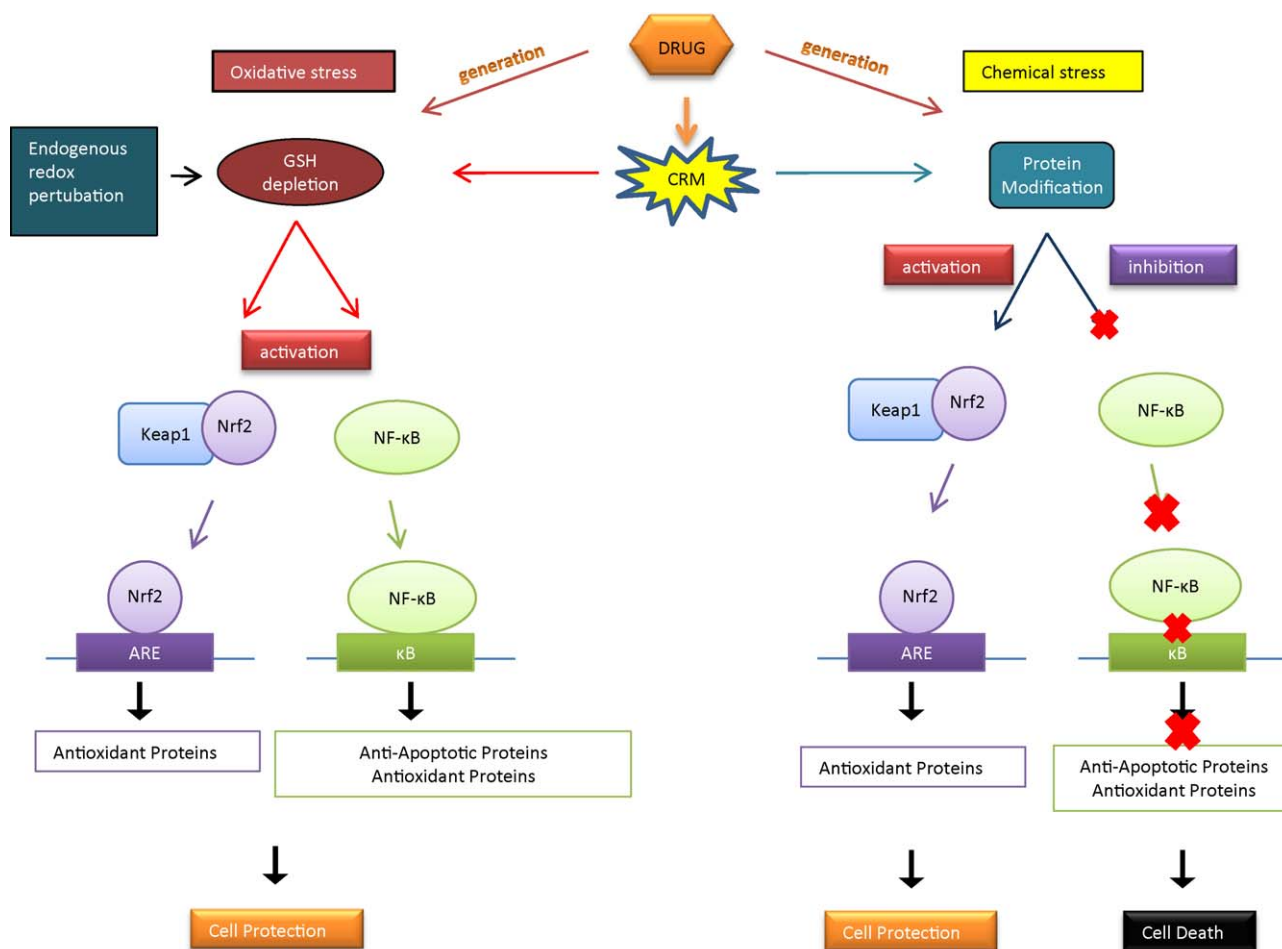 DRUG
generation
generation
Oxidative stress
Chemical stress
Endogenous
redox
pertubation
GSH
depletion
CRM
Protein
Modification
activation
inhibition
activation
Keap1
Nrf2
NF-κB
Keap1
Nrf2
NF-κB
Nrf2
NF-κB
Nrf2
NF-κB
ARE
κB
ARE
κB
Antioxidant Proteins
Anti-Apoptotic Proteins
Antioxidant Proteins
Antioxidant Proteins
Anti-Apoptotic Proteins
Antioxidant Proteins
Cell Protection
Cell Protection
Cell Death